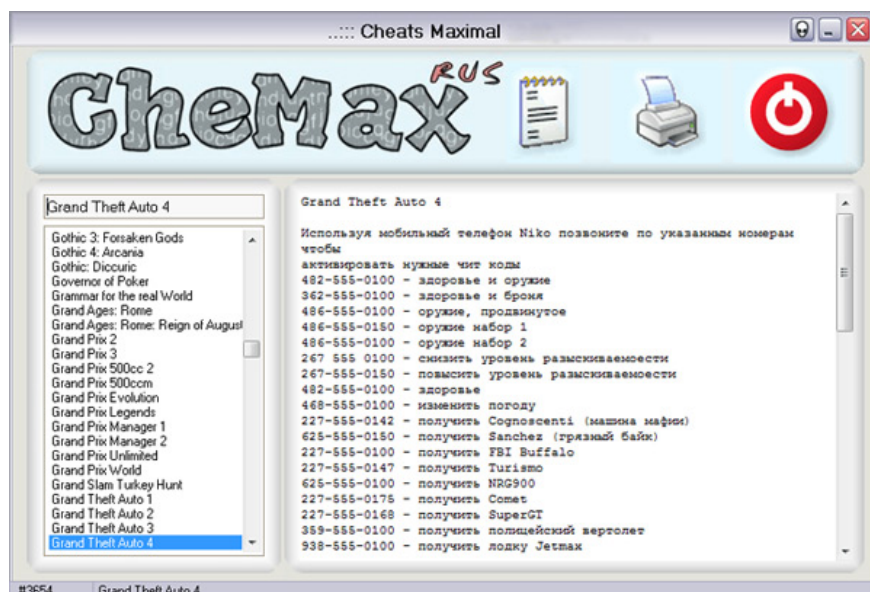 ..::: Cheats Maximal
CheMax RUS
Grand Theft Auto 4
Gothic 3: Forsaken Gods
Gothic 4: Arcania
Gothic: Diccuric
Governor of Poker
Grammar for the real World
Grand Ages: Rome
Grand Ages: Rome: Reign of August
Grand Prix 2
Grand Prix 3
Grand Prix 500cc 2
Grand Prix 500ccm
Grand Prix Evolution
Grand Prix Legends
Grand Prix Manager 1
Grand Prix Manager 2
Grand Prix Unlimited
Grand Prix World
Grand Slam Turkey Hunt
Grand Theft Auto 1
Grand Theft Auto 2
Grand Theft Auto 3
Grand Theft Auto 4
Grand Theft Auto 4
Используя мобильный телефон Niko позвоните по указанным номерам
чтобы
активировать нужные чит коды
482-555-0100 - здоровье и оружие
362-555-0100 - здоровье и броня
486-555-0100 - оружие, продвинутое
486-555-0150 - оружие набор 1
486-555-0100 - оружие набор 2
267 555 0100 - снизить уровень разыскиваемоести
267-555-0150 - повысить уровень разыскиваемоести
482-555-0100 - здоровье
468-555-0100 - изменить погоду
227-555-0142 - получить Cognoscenti (машина мафии)
625-555-0150 - получить Sanchez (грязный байк)
227-555-0100 - получить FBI Buffalo
227-555-0147 - получить Turismo
625-555-0100 - получить NRG900
227-555-0175 - получить Comet
227-555-0168 - получить SuperGT
359-555-0100 - получить полицейский вертолет
938-555-0100 - получить лодку Jetmax
#3654 Grand Theft Auto 4